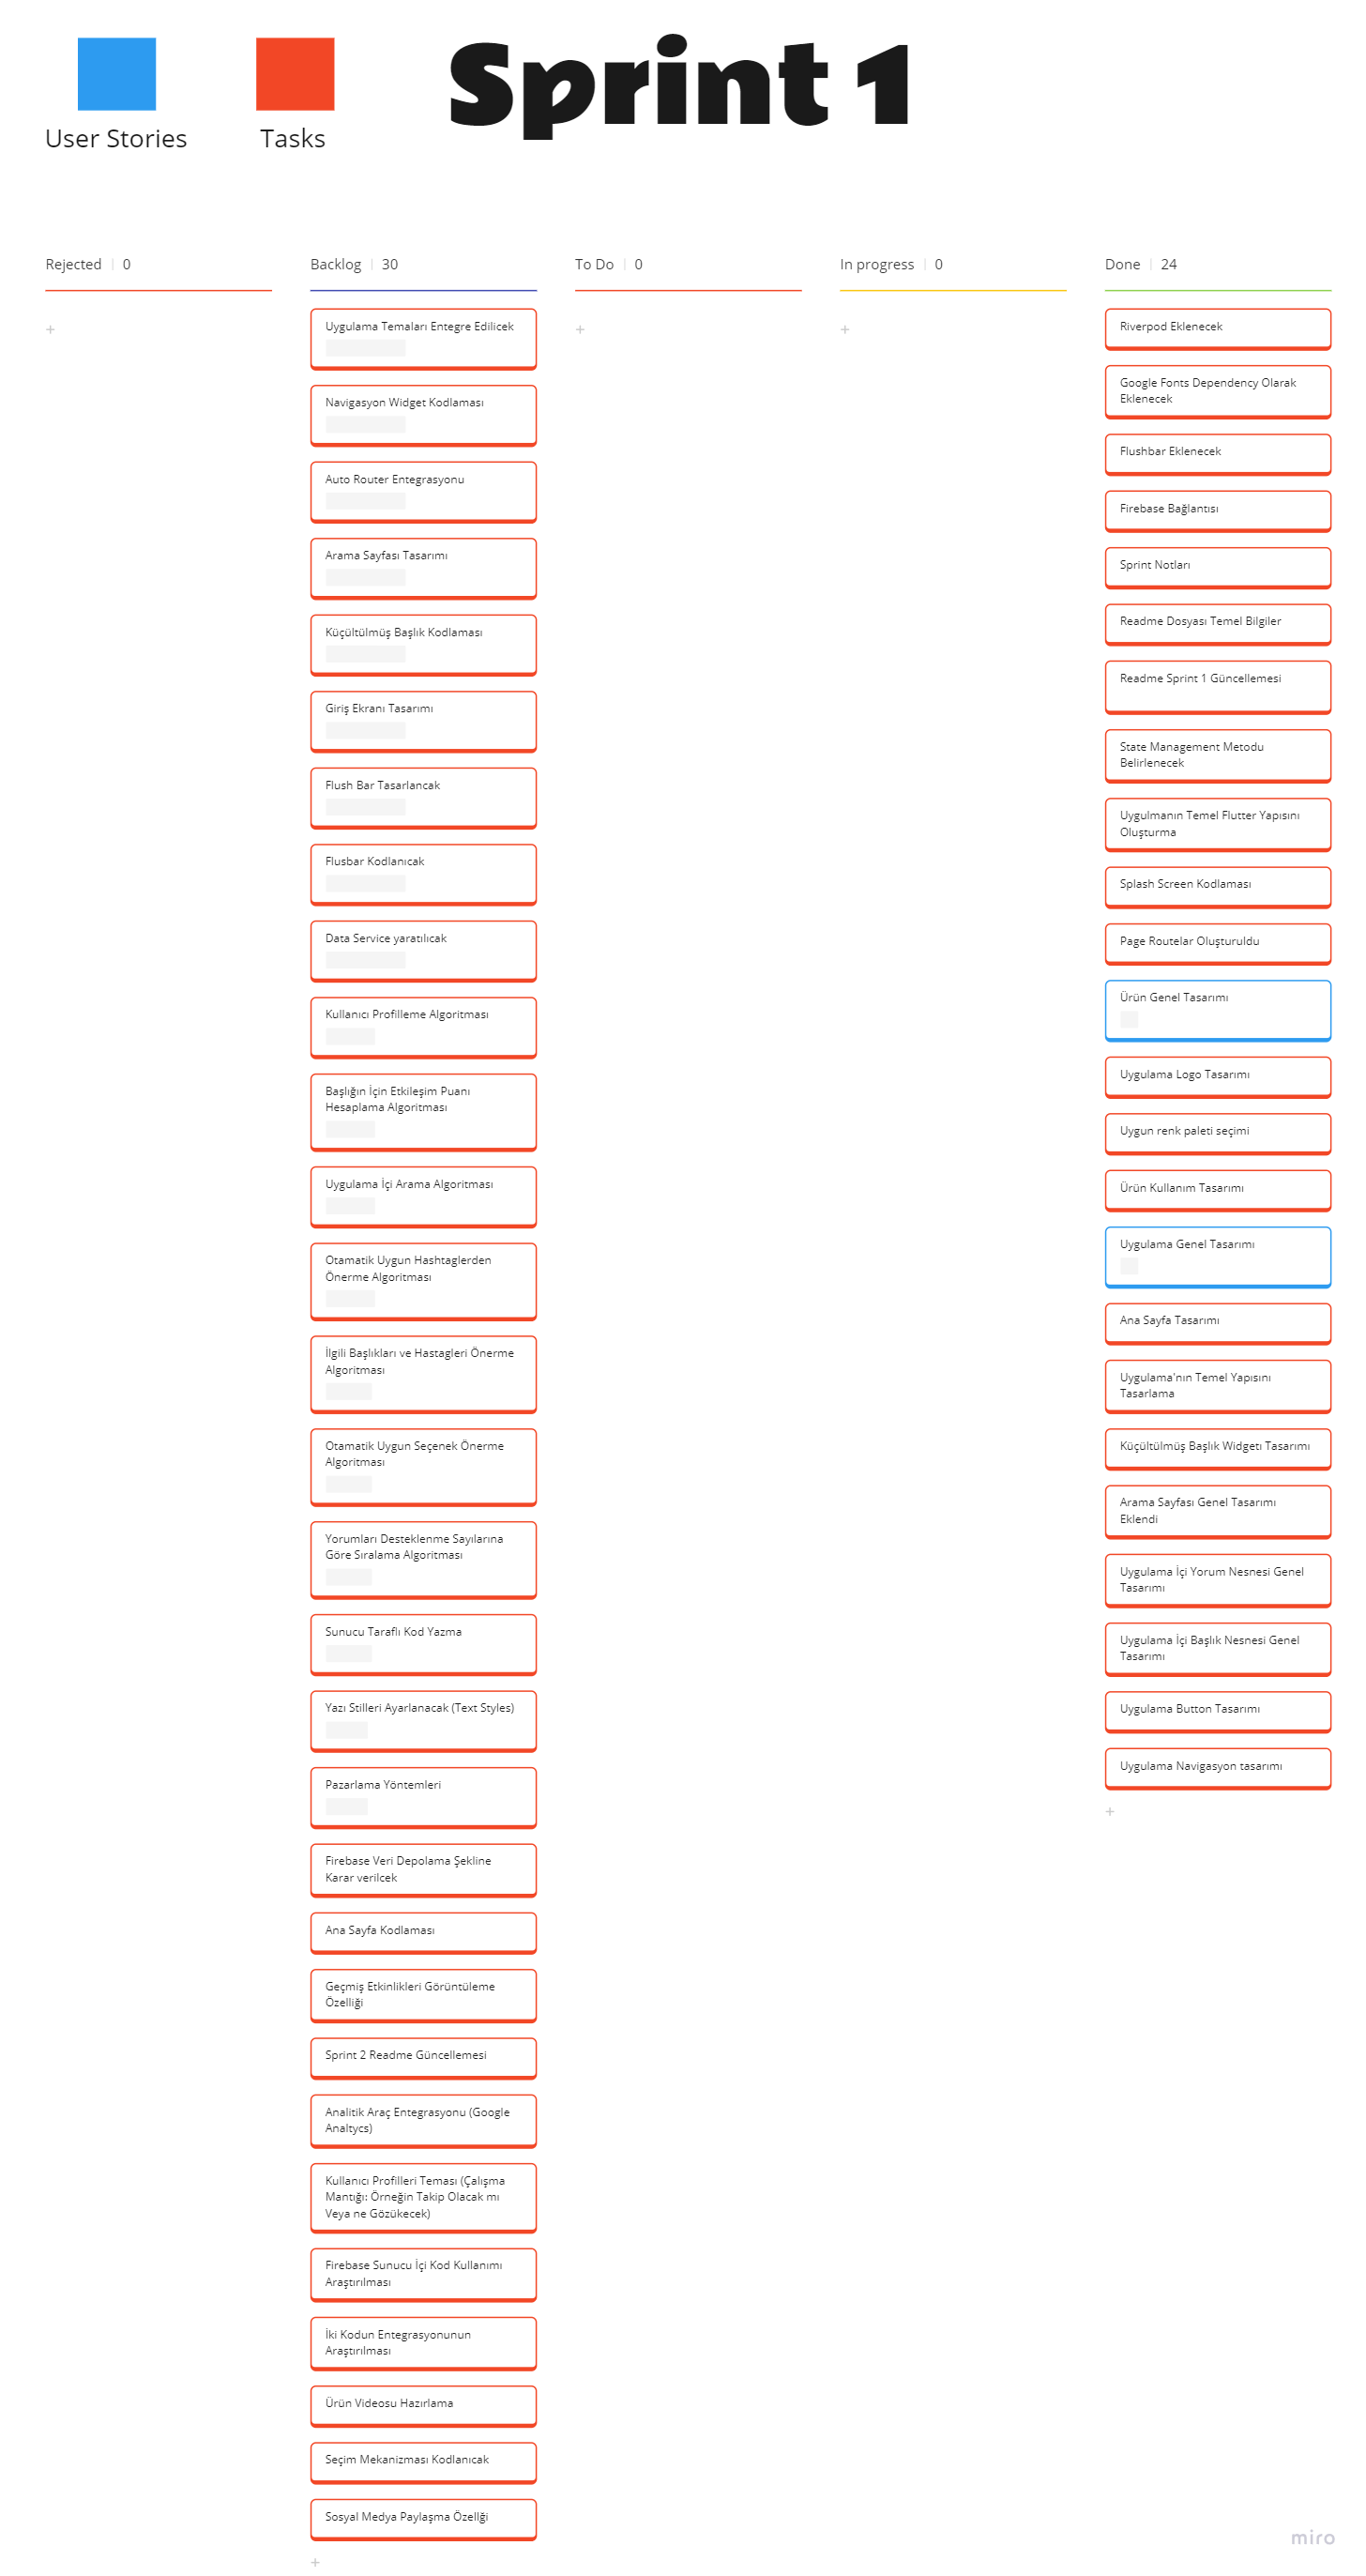 Sprint 1
User Stories
Tasks
Rejected | 0
Backlog | 30
Uygulama Temaları Entegre Edilicek
Navigasyon Widget Kodlaması
Auto Router Entegrasyonu
Arama Sayfası Tasarımı
Küçültülmüş Başlık Kodlaması
Giriş Ekranı Tasarımı
Flush Bar Tasarlancak
Flusbar Kodlanıcak
Data Service yaratılıcak
Kullanıcı Profilleme Algoritması
Başlığın İçin Etkileşim Puanı
Hesaplama Algoritması
Uygulama İçi Arama Algoritması
Otamatik Uygun Hashtaglerden
Önerme Algoritması
İlgili Başlıkları ve Hastagleri Önerme
Algoritması
Otamatik Uygun Seçenek Önerme
Algoritması
Yorumları Desteklenme Sayılarına
Göre Sıralama Algoritması
Sunucu Taraflı Kod Yazma
Yazı Stilleri Ayarlanacak (Text Styles)
Pazarlama Yöntemleri
Firebase Veri Depolama Şekline
Karar verilcek
Ana Sayfa Kodlaması
Geçmiş Etkinlikleri Görüntüleme
Özelliği
Sprint 2 Readme Güncellemesi
Analitik Araç Entegrasyonu (Google
Analtycs)
Kullanıcı Profilleri Teması (Çalışma
Mantığı: Örneğin Takip Olacak mı
Veya ne Gözükecek)
Firebase Sunucu İçi Kod Kullanımı
Araştırılması
İki Kodun Entegrasyonunun
Araştırılması
Ürün Videosu Hazırlama
Seçim Mekanizması Kodlanıcak
Sosyal Medya Paylaşma Özellği
To Do | 0
In progress | 0
Done | 24
Riverpod Eklenecek
Google Fonts Dependency Olarak
Eklenecek
Flushbar Eklenecek
Firebase Bağlantısı
Sprint Notları
Readme Dosyası Temel Bilgiler
Readme Sprint 1 Güncellemesi
State Management Metodu
Belirlenecek
Uygulmanın Temel Flutter Yapısını
Oluşturma
Splash Screen Kodlaması
Page Routelar Oluşturuldu
Ürün Genel Tasarımı
Uygulama Logo Tasarımı
Uygun renk paleti seçimi
Ürün Kullanım Tasarımı
Uygulama Genel Tasarımı
Ana Sayfa Tasarımı
Uygulama'nın Temel Yapısını
Tasarlama
Küçültülmüş Başlık Widgetı Tasarımı
Arama Sayfası Genel Tasarımı
Eklendi
Uygulama İçi Yorum Nesnesi Genel
Tasarımı
Uygulama İçi Başlık Nesnesi Genel
Tasarımı
Uygulama Button Tasarımı
Uygulama Navigasyon tasarımı
miro